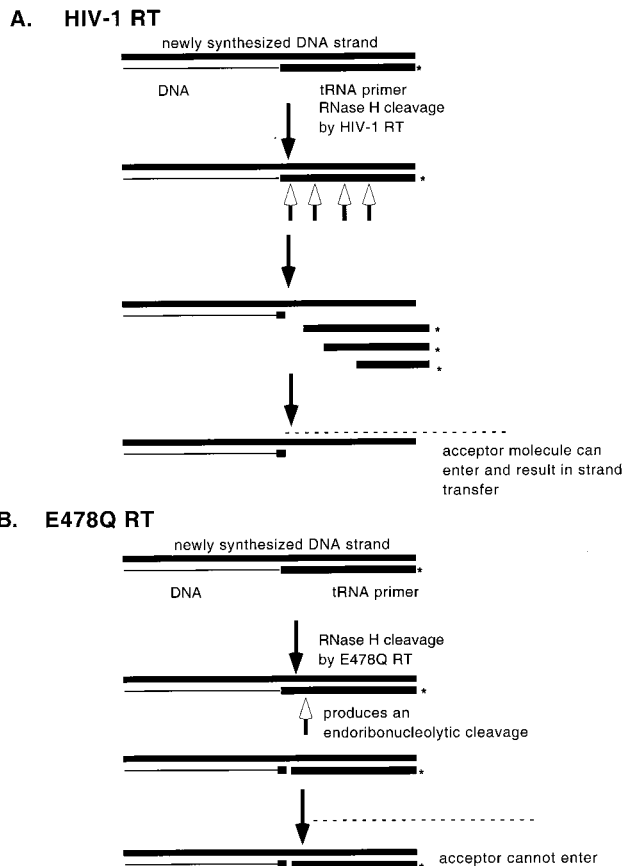 A. HIV-1 RT
newly synthesized DNA strand
*
DNA
tRNA primer
RNase H cleavage
by HIV-1 RT
*
*
*
*
acceptor molecule can
enter and result in strand
transfer
B. E478Q RT
newly synthesized DNA strand
*
DNA
tRNA primer
RNase H cleavage
by E478Q RT
*
produces an
endoribonucleolytic cleavage
*
acceptor cannot enter
*